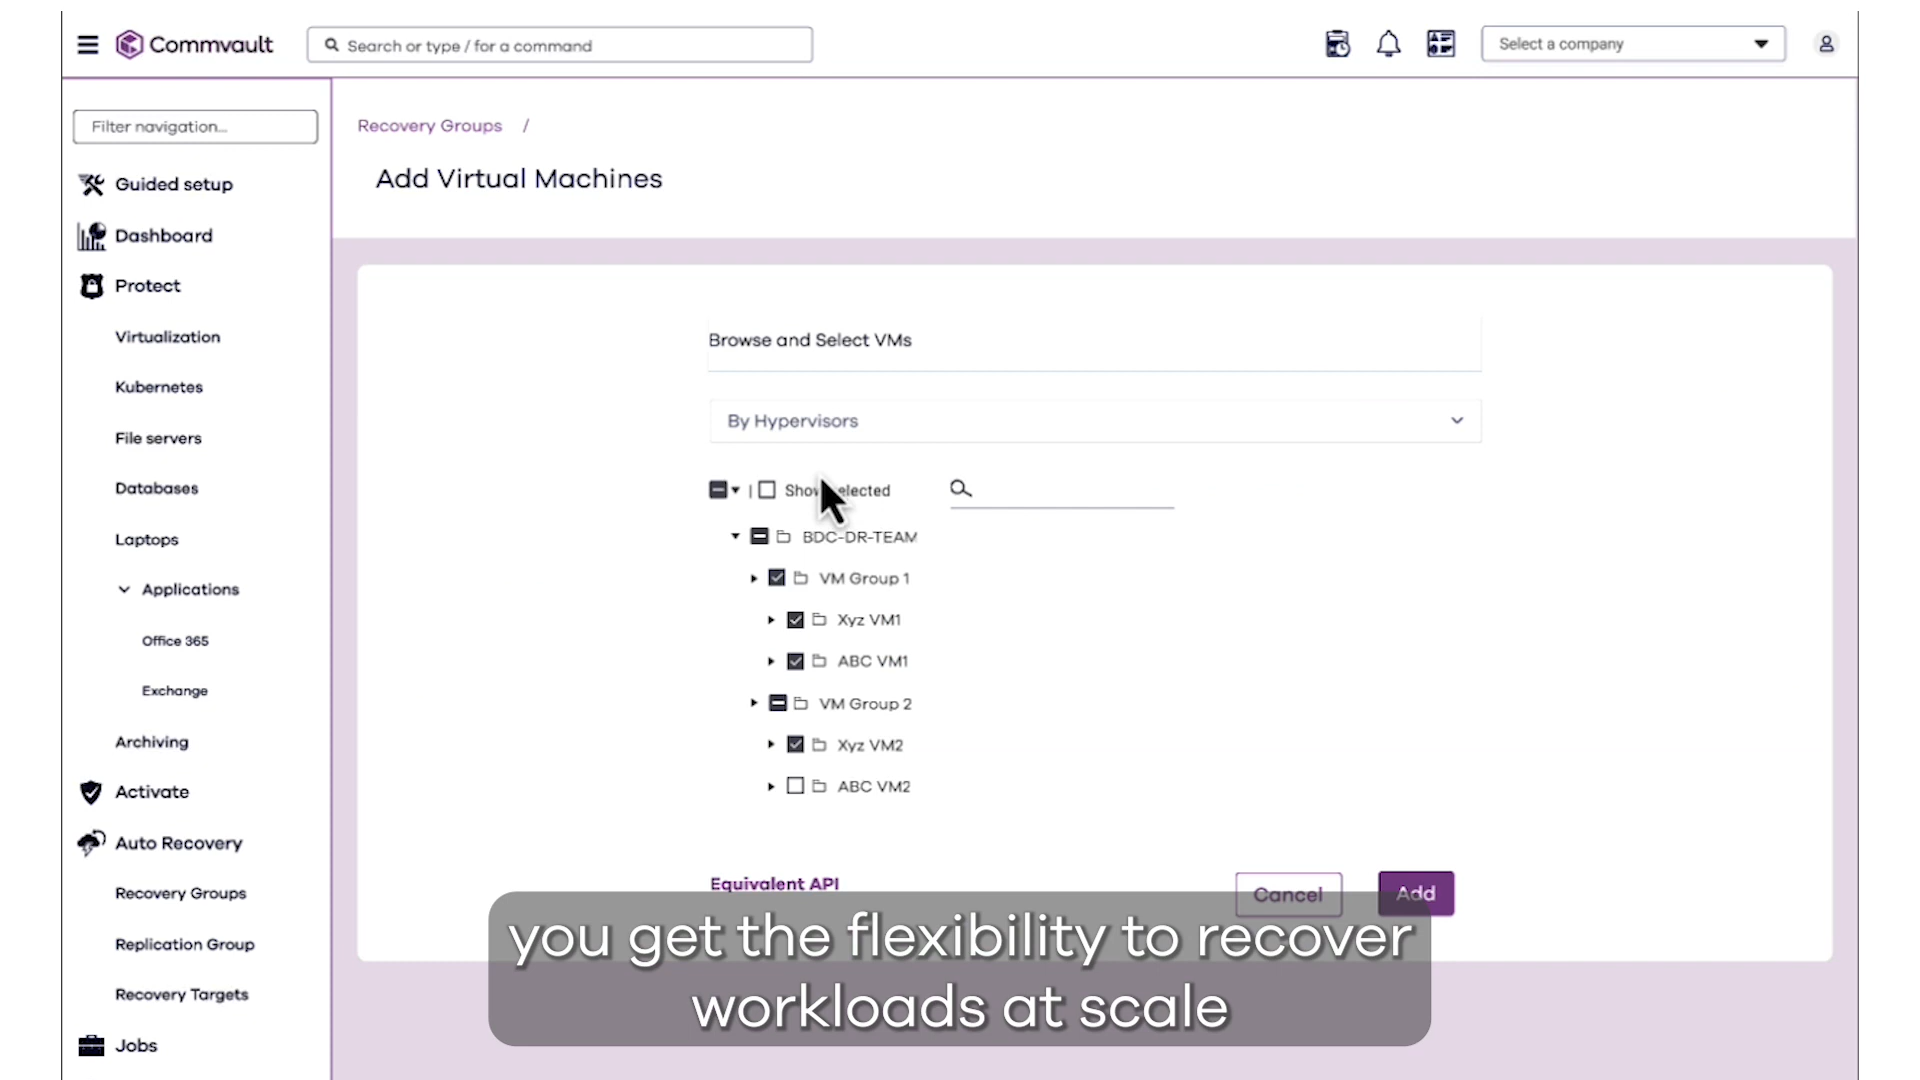 Commvault
Search or type / for a command
Select a company
Filter navigation...
Guided setup
Dashboard
Protect
Virtualization
Kubernetes
File servers
Databases
Laptops
Applications
Office 365
Exchange
Archiving
Activate
Auto Recovery
Recovery Groups
Replication Group
Recovery Targets
Jobs
Recovery Groups /
Add Virtual Machines
Browse and Select VMs
By Hypervisors
BDC-DR-TEAM
VM Group 1
Xyz VM1
ABC VM1
VM Group 2
Xyz VM2
ABC VM2
Equivalent API
Cancel
Add
you get the flexibility to recover
workloads at scale